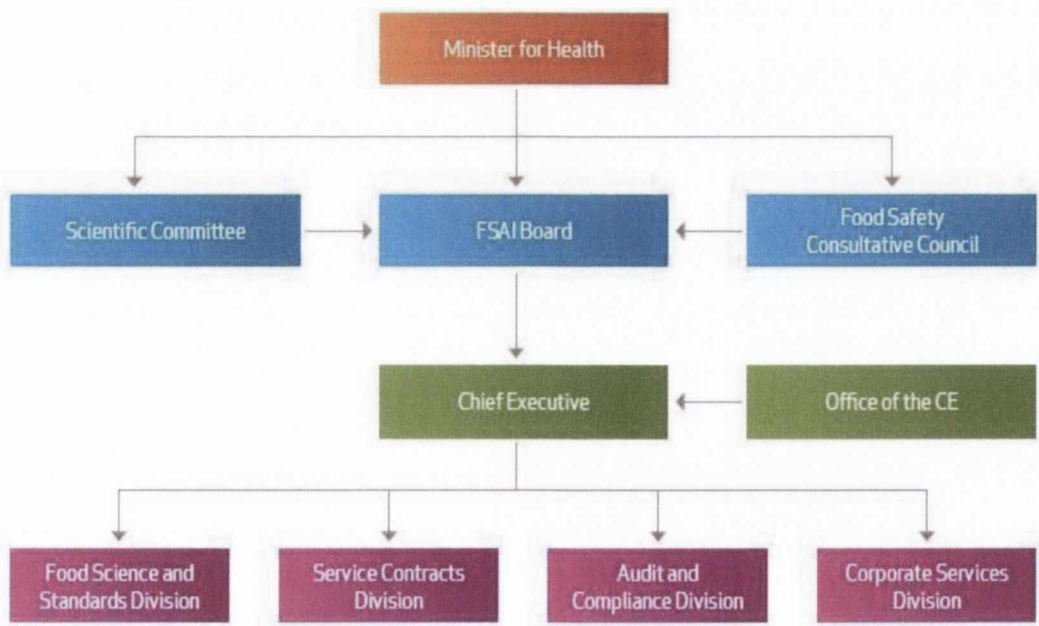 Minister for Health
Scientific Committee
FSAI Board
Food Safety
Consultative Council
Chief Executive
Office of the CE
Food Science and
Standards Division
Service Contracts
Division
Audit and
Compliance Division
Corporate Services
Division